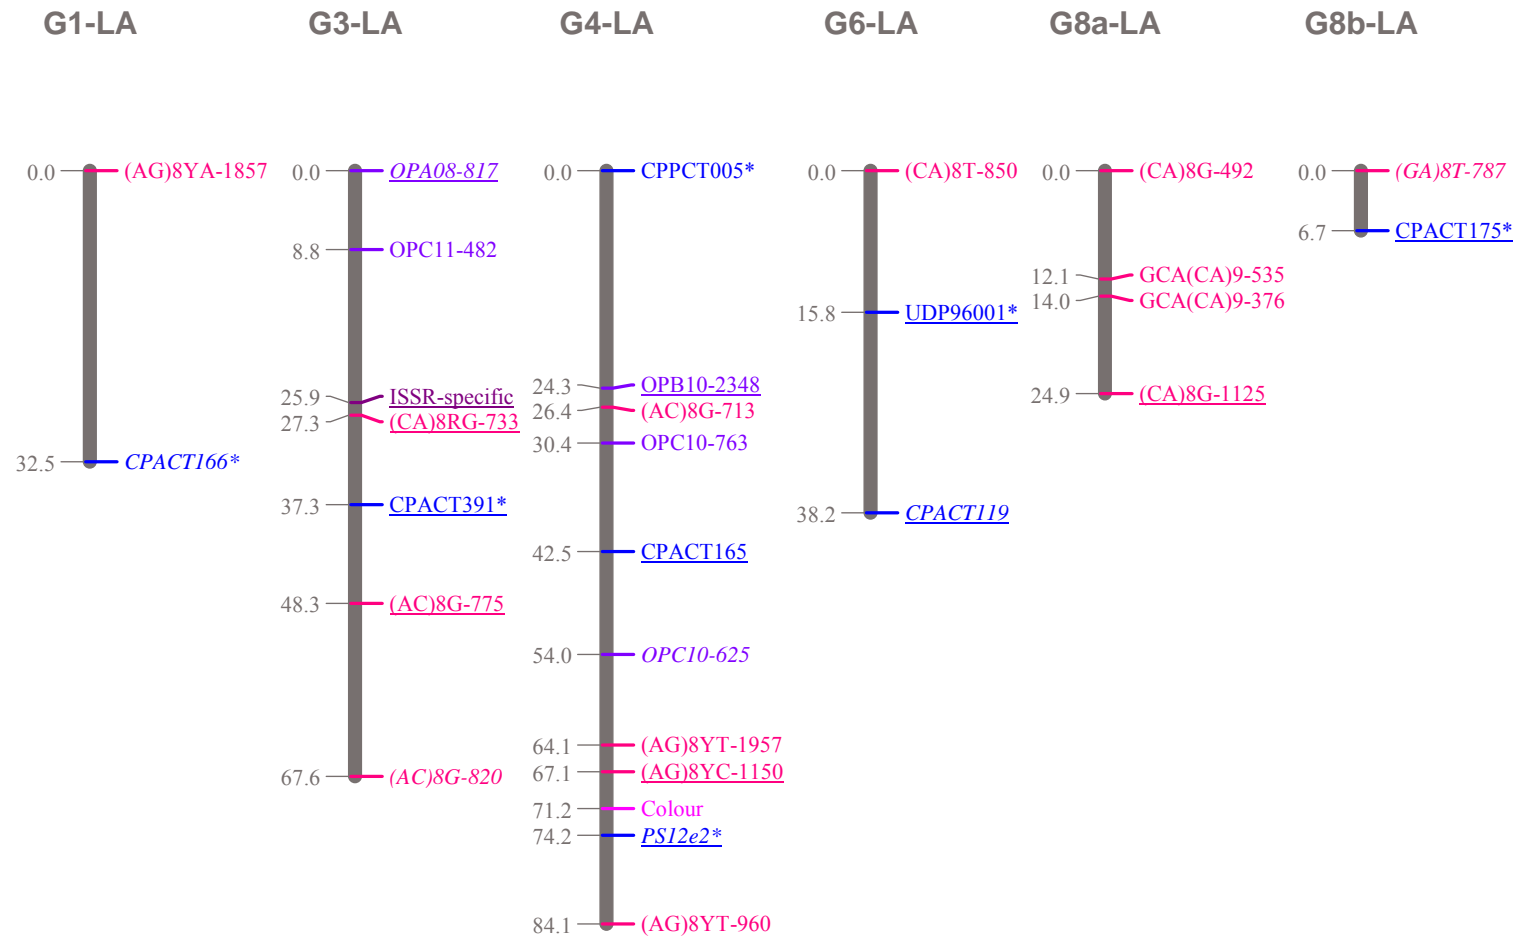 G1-LA
0.0 (AG)8YA-1857
32.5 CPACT166*
G3-LA
0.0 OPA08-817
8.8 OPC11-482
25.9 ISSR-specific
27.3 (CA)8RG-733
37.3 CPACT391*
48.3 (AC)8G-775
67.6 (AC)8G-820
G4-LA
0.0 CPPCT005*
24.3 OPB10-2348
26.4 (AC)8G-713
30.4 OPC10-763
42.5 CPACT165
54.0 OPC10-625
64.1 (AG)8YT-1957
67.1 (AG)8YC-1150
71.2 Colour
74.2 PS12e2*
84.1 (AG)8YT-960
G6-LA
0.0 (CA)8T-850
15.8 UDP96001*
38.2 CPACT119
G8a-LA
0.0 (CA)8G-492
12.1 GCA(CA)9-535
14.0 GCA(CA)9-376
24.9 (CA)8G-1125
G8b-LA
0.0 (GA)8T-787
6.7 CPACT175*